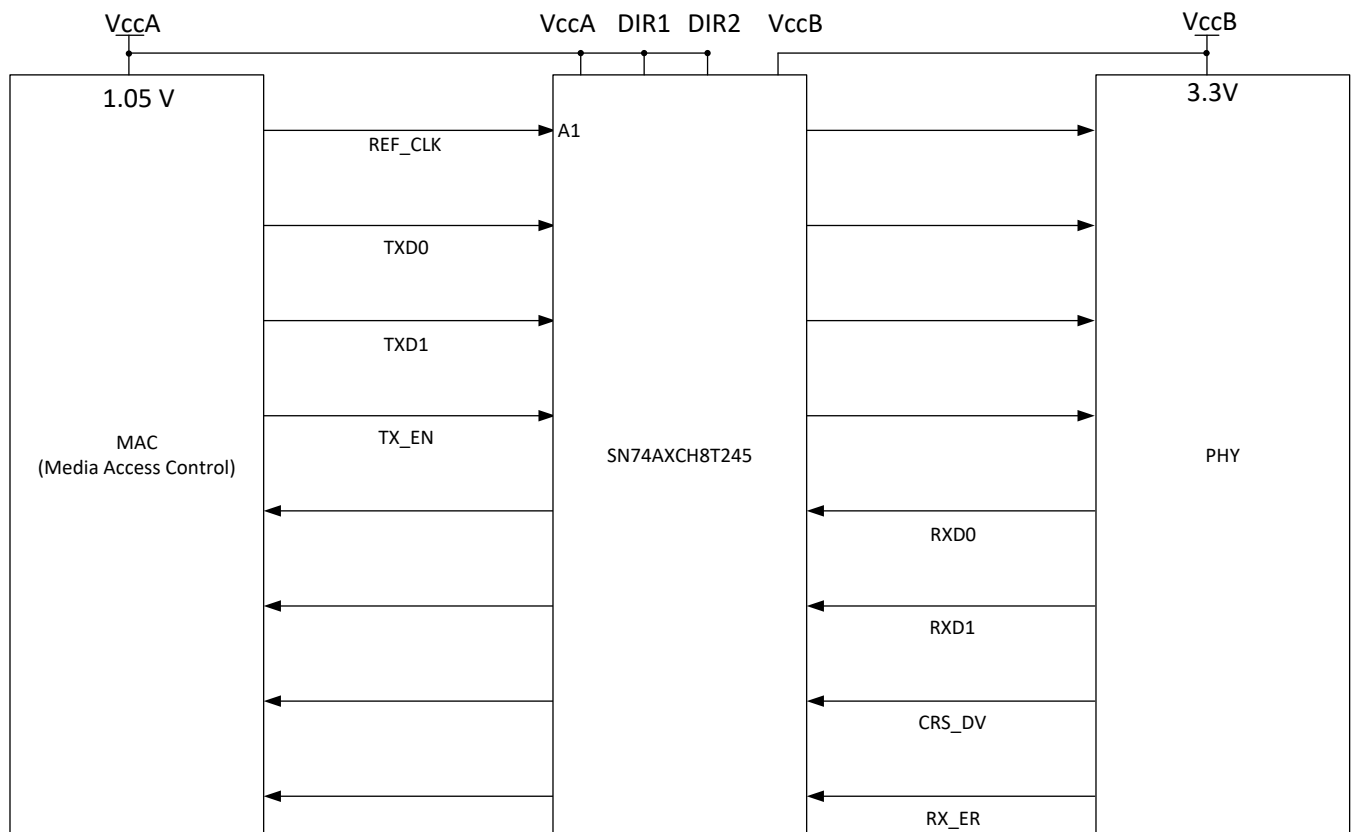 VccA VccA DIR1 DIR2 VccB VccB
1.05 V 3.3V
A1
REF_CLK
TXD0
TXD1
TX_EN
MAC
(Media Access Control)
SN74AXCH8T245
PHY
RXD0
RXD1
CRS_DV
RX_ER